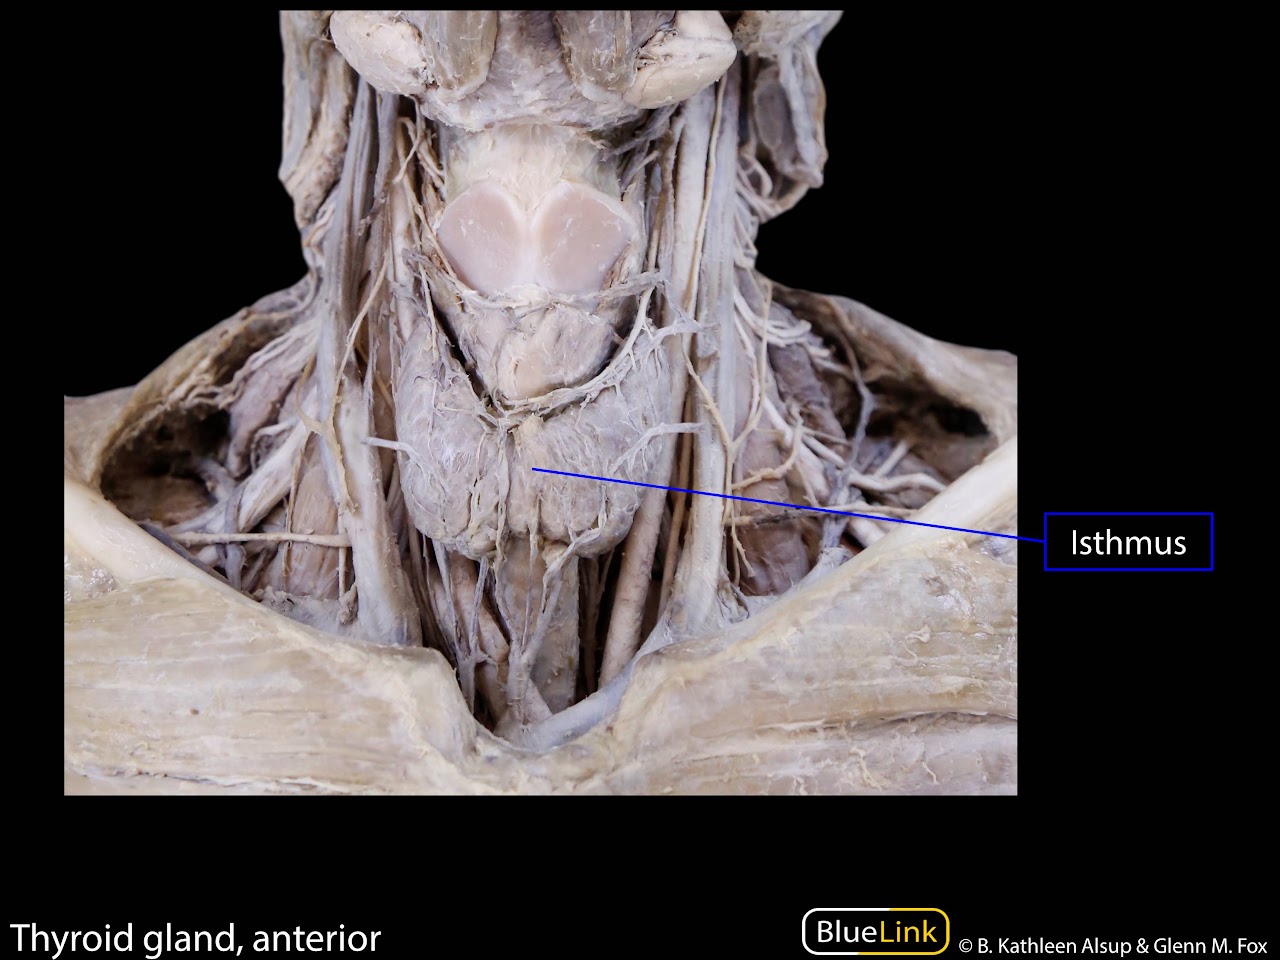 Isthmus
Thyroid gland, anterior
BlueLink
© B. Kathleen Alsup & Glenn M. Fox